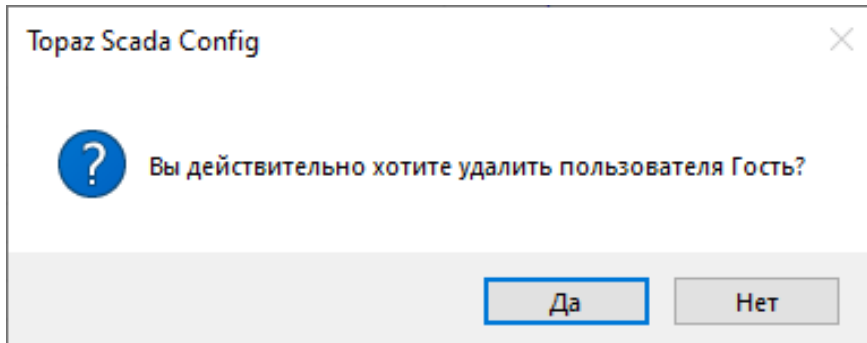 Topaz Scada Config
Вы действительно хотите удалить пользователя Гость?
Да
Нет